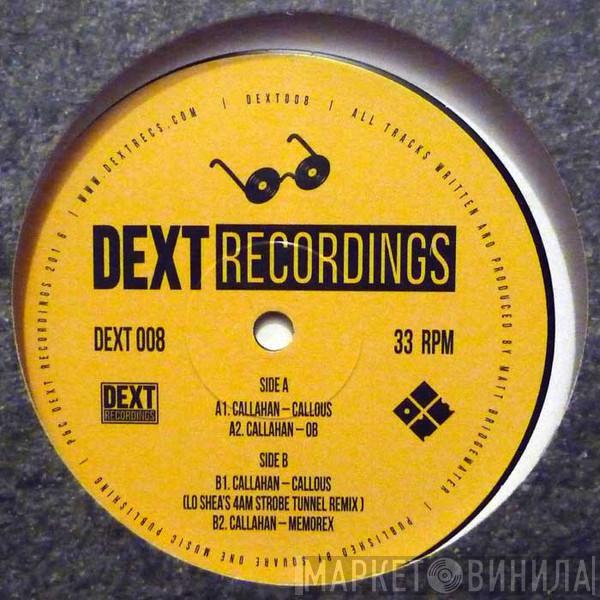 WWW.DEXTRECS.COM | DEXT008 | ALL TRACKS WRITTEN AND PRODUCED BY MATT BRIDGEWATER | PUBLISHED BY SQUARE ONE MUSIC PUBLISHING | P&C DEXT RECORDINGS 2016 |
DEXT RECORDINGS
DEXT 008
33 RPM
DEXT
RECORDINGS
SIDE A
A1. CALLAHAN – CALLOUS
A2. CALLAHAN – OB
SIDE B
B1. CALLAHAN – CALLOUS
(LO SHEA'S 4AM STROBE TUNNEL REMIX )
B2. CALLAHAN – MEMOREX
МАРКЕТ ВИНИЛА